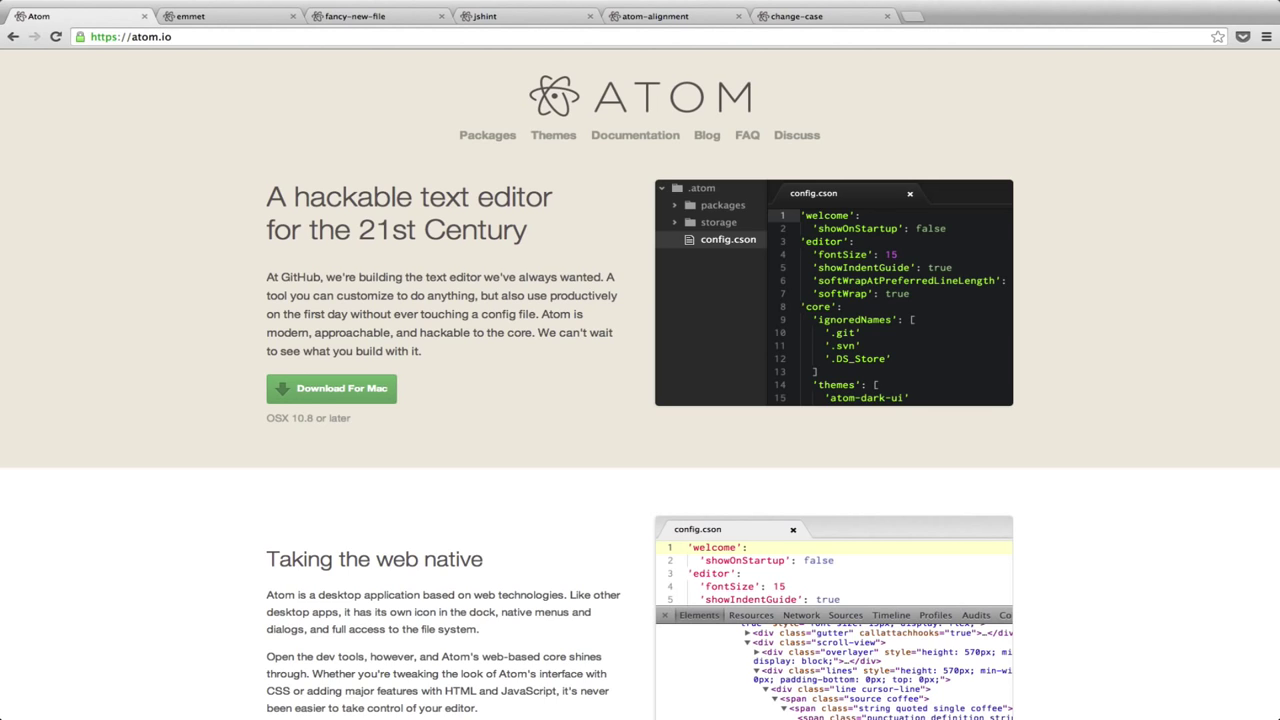 Atom
emmet
fancy-new-file
jshint
atom-alignment
change-case
https://atom.io
ATOM
Packages Themes Documentation Blog FAQ Discuss
A hackable text editor
for the 21st Century
At GitHub, we're building the text editor we've always wanted. A
tool you can customize to do anything, but also use productively
on the first day without ever touching a config file. Atom is
modern, approachable, and hackable to the core. We can't wait
to see what you build with it.
Download For Mac
OSX 10.8 or later
.atom
packages
storage
config.cson
config.cson
1 'welcome':
2 'showOnStartup': false
3 'editor':
4 'fontSize': 15
5 'showIndentGuide': true
6 'softWrapAtPreferredLineLength':
7 'softWrap': true
8 'core':
9 'ignoredNames': [
10 '.git'
11 '.svn'
12 '.DS_Store'
13 ]
14 'themes': [
15 'atom-dark-ui'
Taking the web native
Atom is a desktop application based on web technologies. Like other
desktop apps, it has its own icon in the dock, native menus and
dialogs, and full access to the file system.
Open the dev tools, however, and Atom's web-based core shines
through. Whether you're tweaking the look of Atom's interface with
CSS or adding major features with HTML and JavaScript, it's never
been easier to take control of your editor.
config.cson
1 'welcome':
2 'showOnStartup': false
3 'editor':
4 'fontSize': 15
5 'showIndentGuide': true
Elements Resources Network Sources Timeline Profiles Audits Co
<div class="gutter" callattachhooks="true">…</div>
<div class="scroll-view">
<div class="overlayer" style="height: 570px; mi
display: block;">…</div>
<div class="lines" style="height: 570px; min-w
0px; padding-bottom: 0px; top: 0px;">
<div class="line cursor-line">
<span class="source coffee">
<span class="string quoted single coffee">